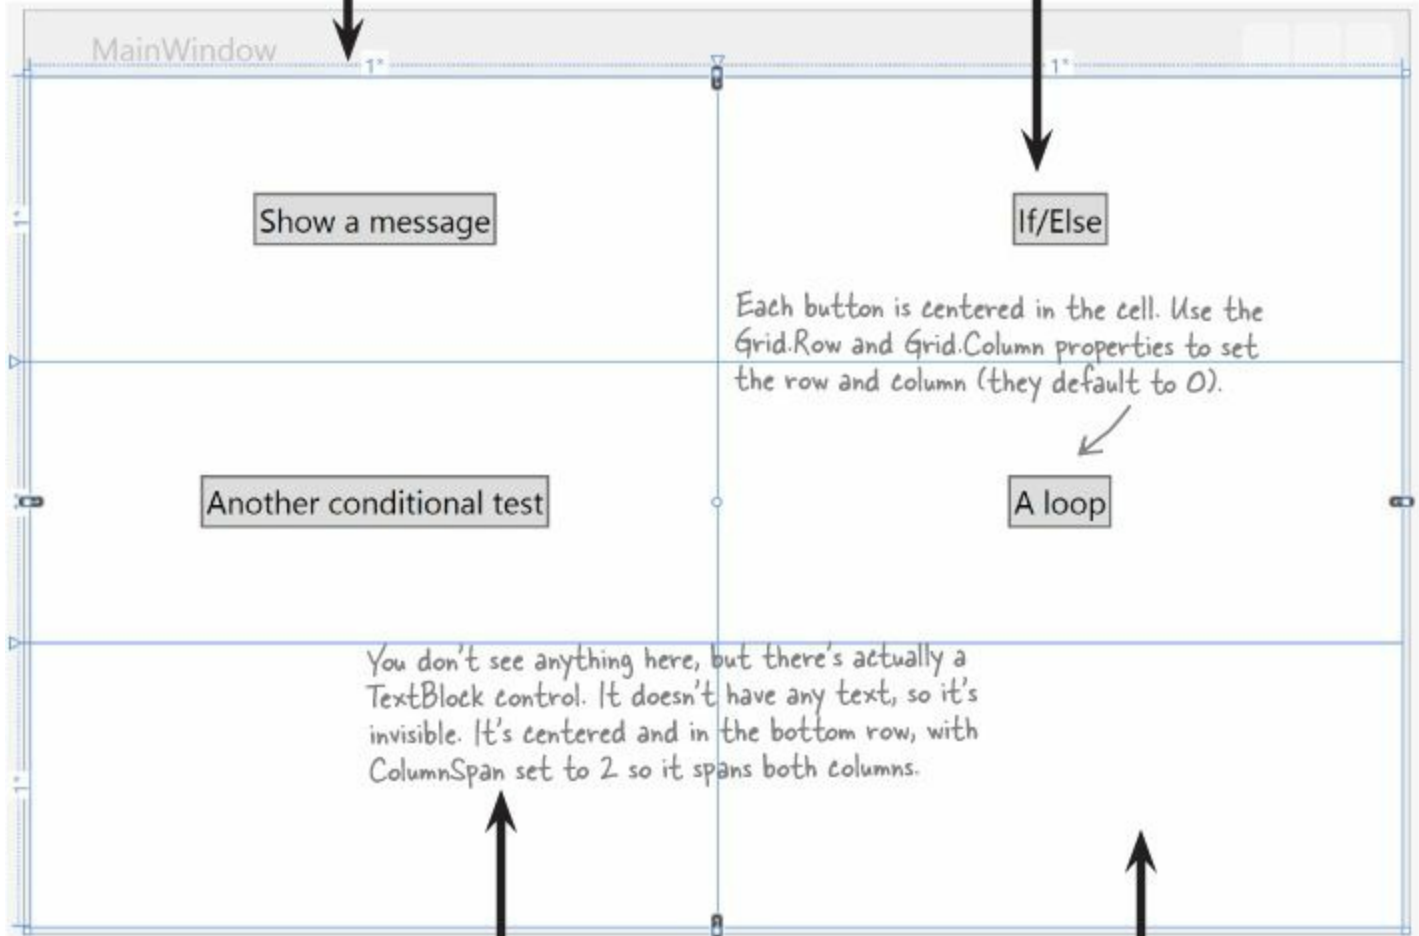 MainWindow
1*
1*
1*
Show a message
If/Else
Each button is centered in the cell. Use the
Grid.Row and Grid.Column properties to set
the row and column (they default to 0).
Another conditional test
A loop
You don't see anything here, but there's actually a
TextBlock control. It doesn't have any text, so it's
invisible. It's centered and in the bottom row, with
ColumnSpan set to 2 so it spans both columns.
1*